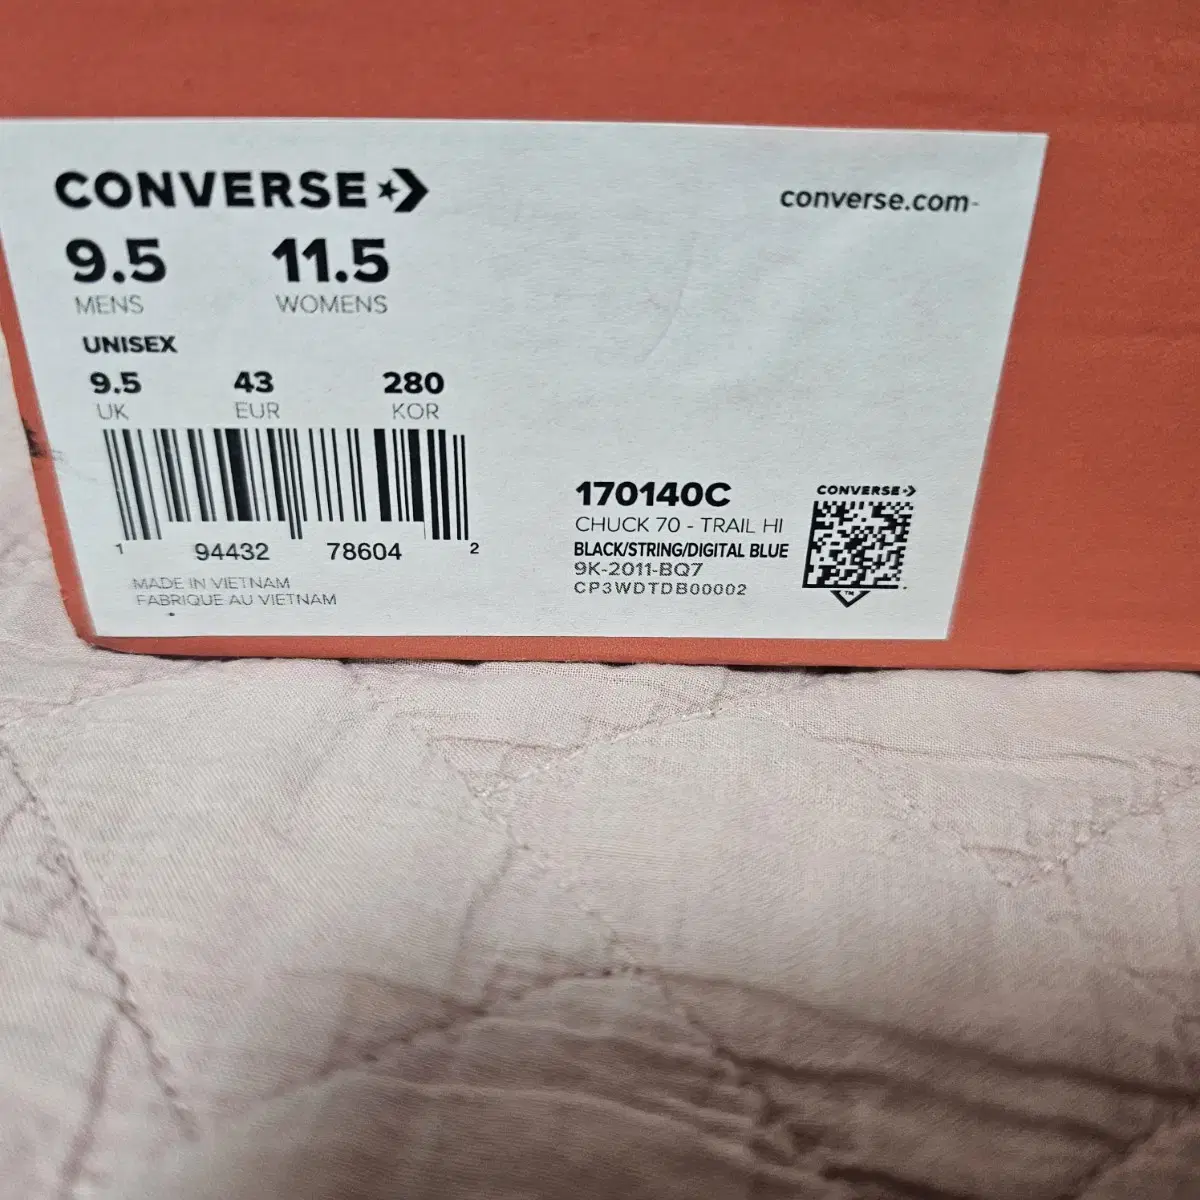 CONVERSE
converse.com
9.5 11.5
MENS WOMENS
UNISEX
9.5 43 280
UK EUR KOR
1 94432 78604 2
MADE IN VIETNAM
FABRIQUE AU VIETNAM
170140C
CHUCK 70 - TRAIL HI
BLACK/STRING/DIGITAL BLUE
9K-2011-BQ7
CP3WDTDB00002
CONVERSE
TM